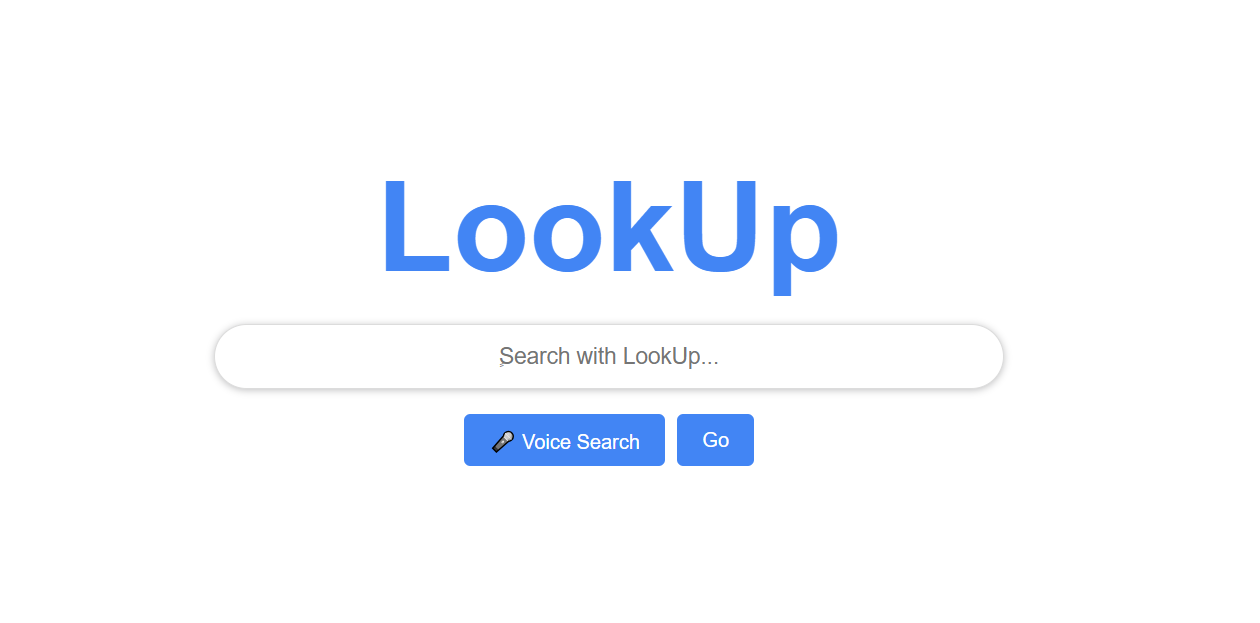 LookUp
Search with LookUp...
🎤 Voice Search
Go